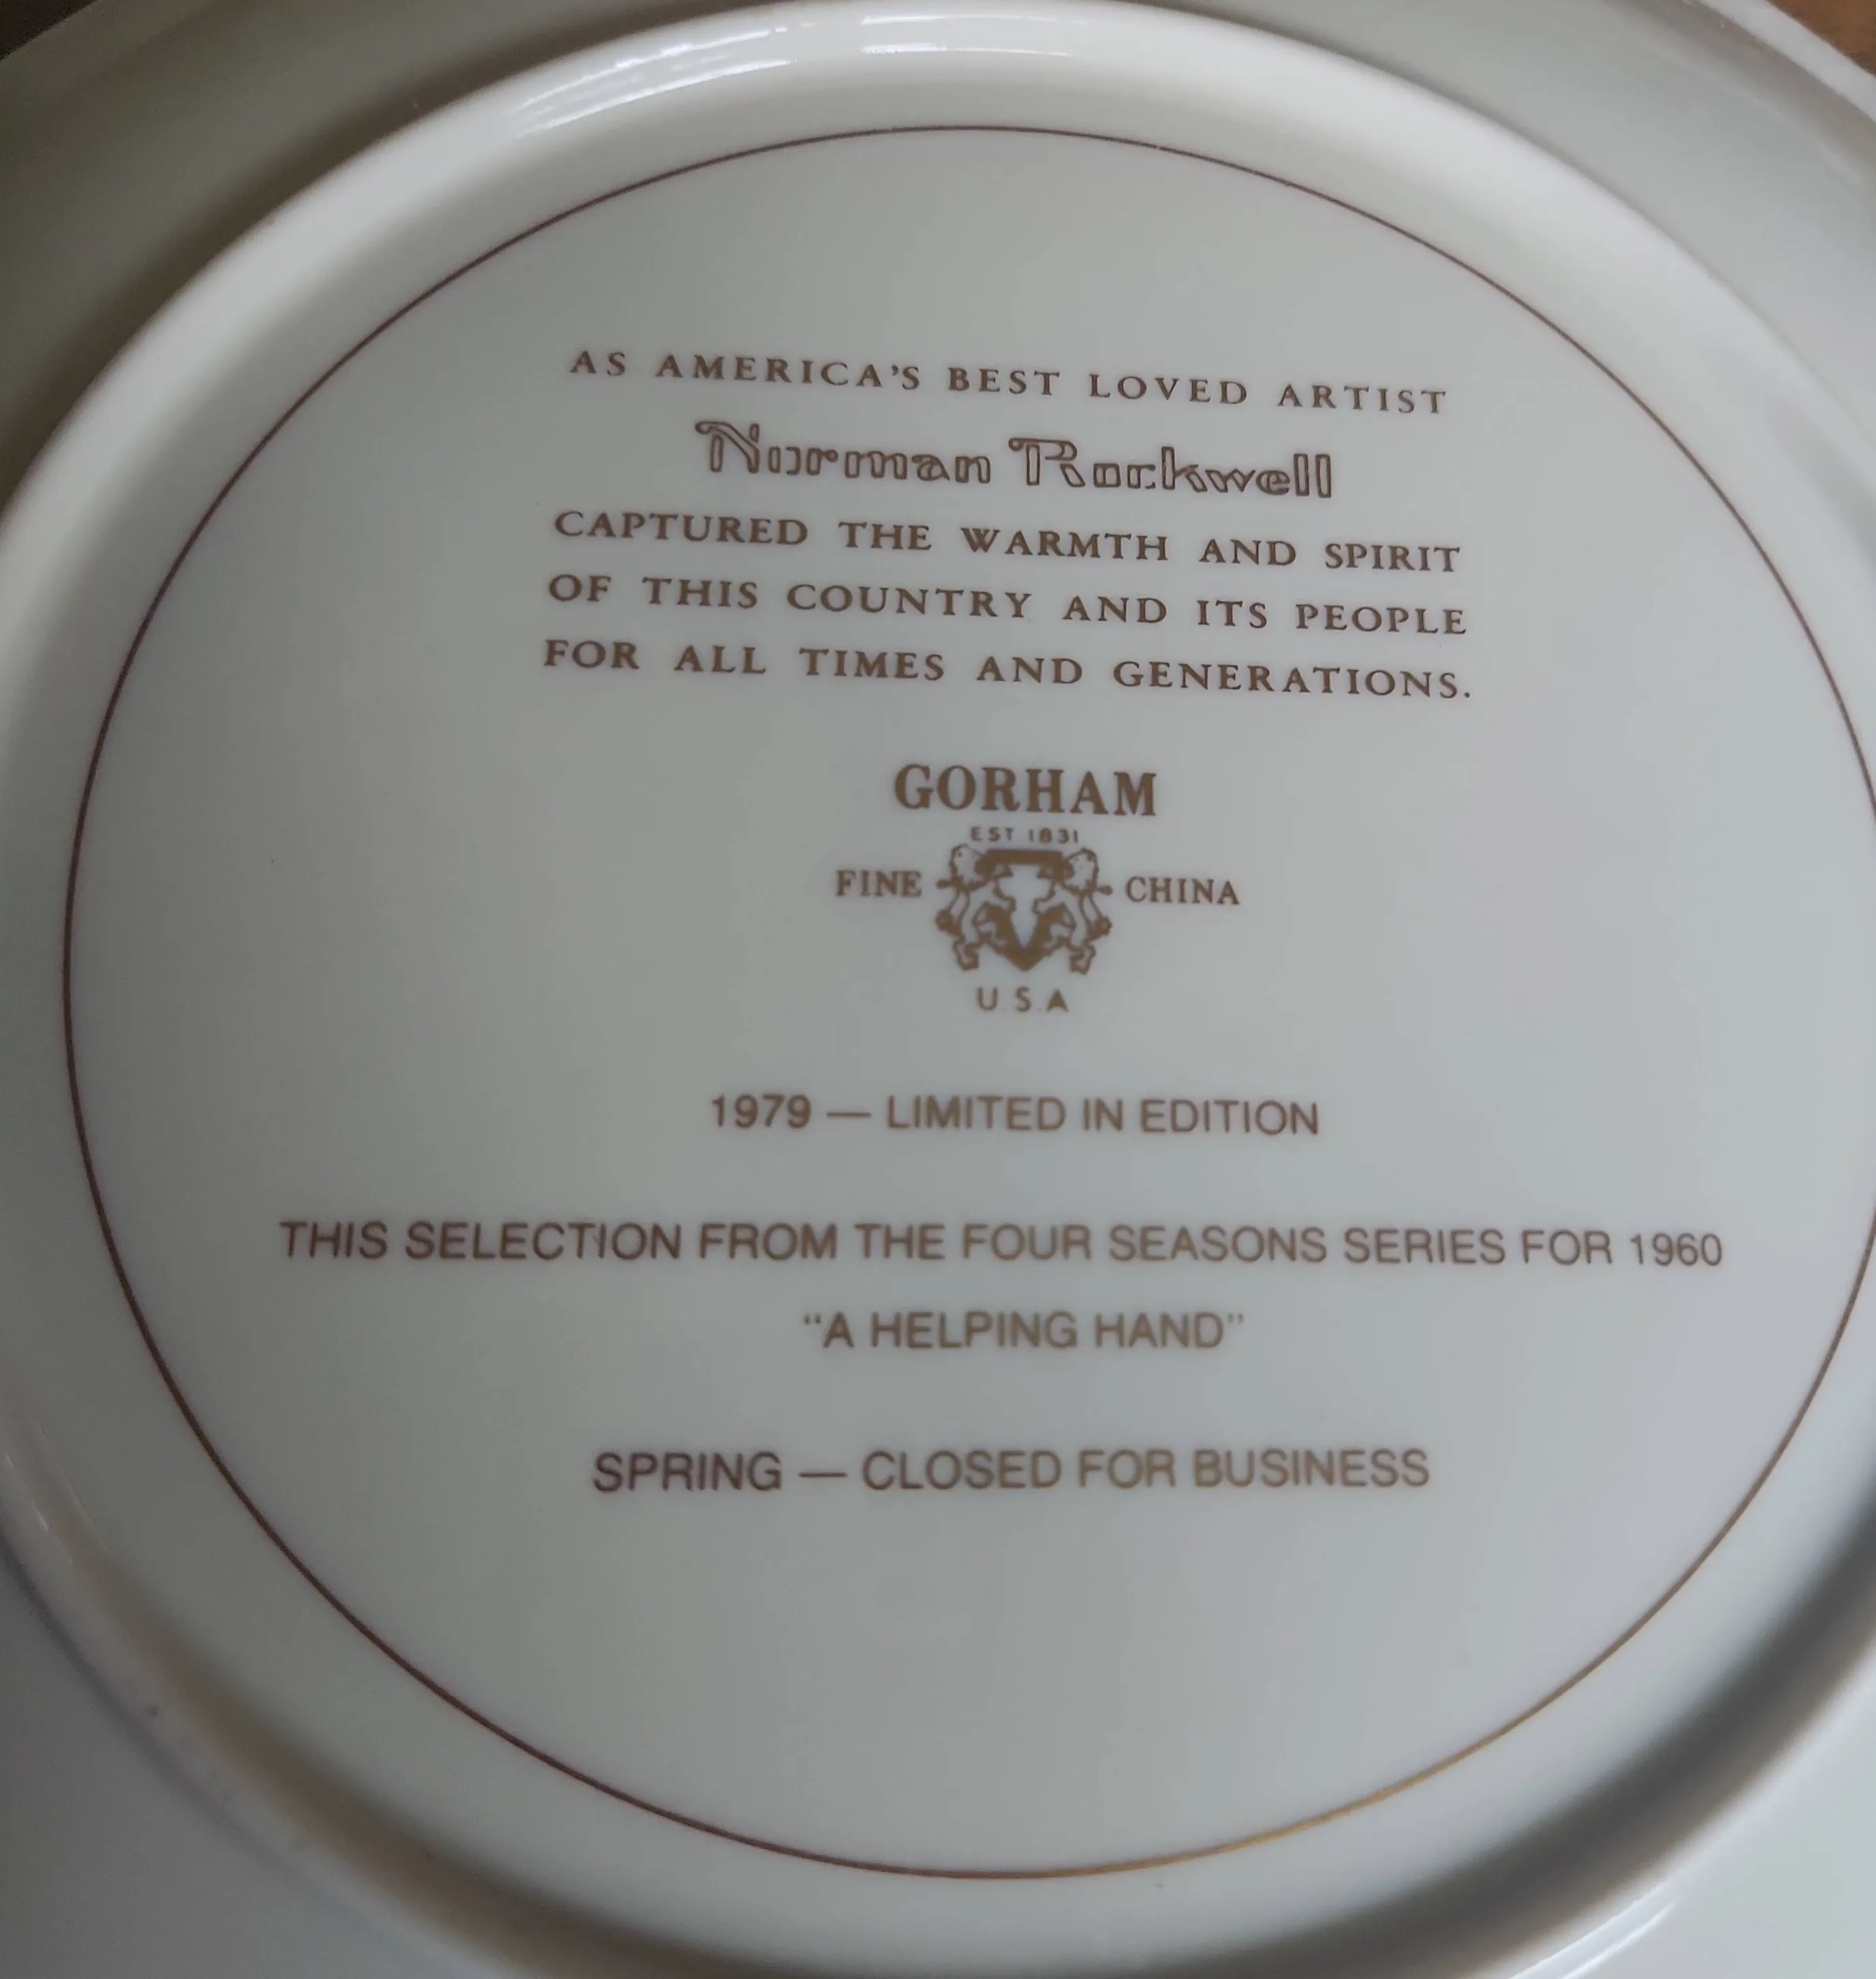 AS AMERICA'S BEST LOVED ARTIST
Norman Rockwell
CAPTURED THE WARMTH AND SPIRIT
OF THIS COUNTRY AND ITS PEOPLE
FOR ALL TIMES AND GENERATIONS.
GORHAM
EST 1831
FINE CHINA
U.S.A
1979 — LIMITED IN EDITION
THIS SELECTION FROM THE FOUR SEASONS SERIES FOR 1960
“A HELPING HAND”
SPRING — CLOSED FOR BUSINESS